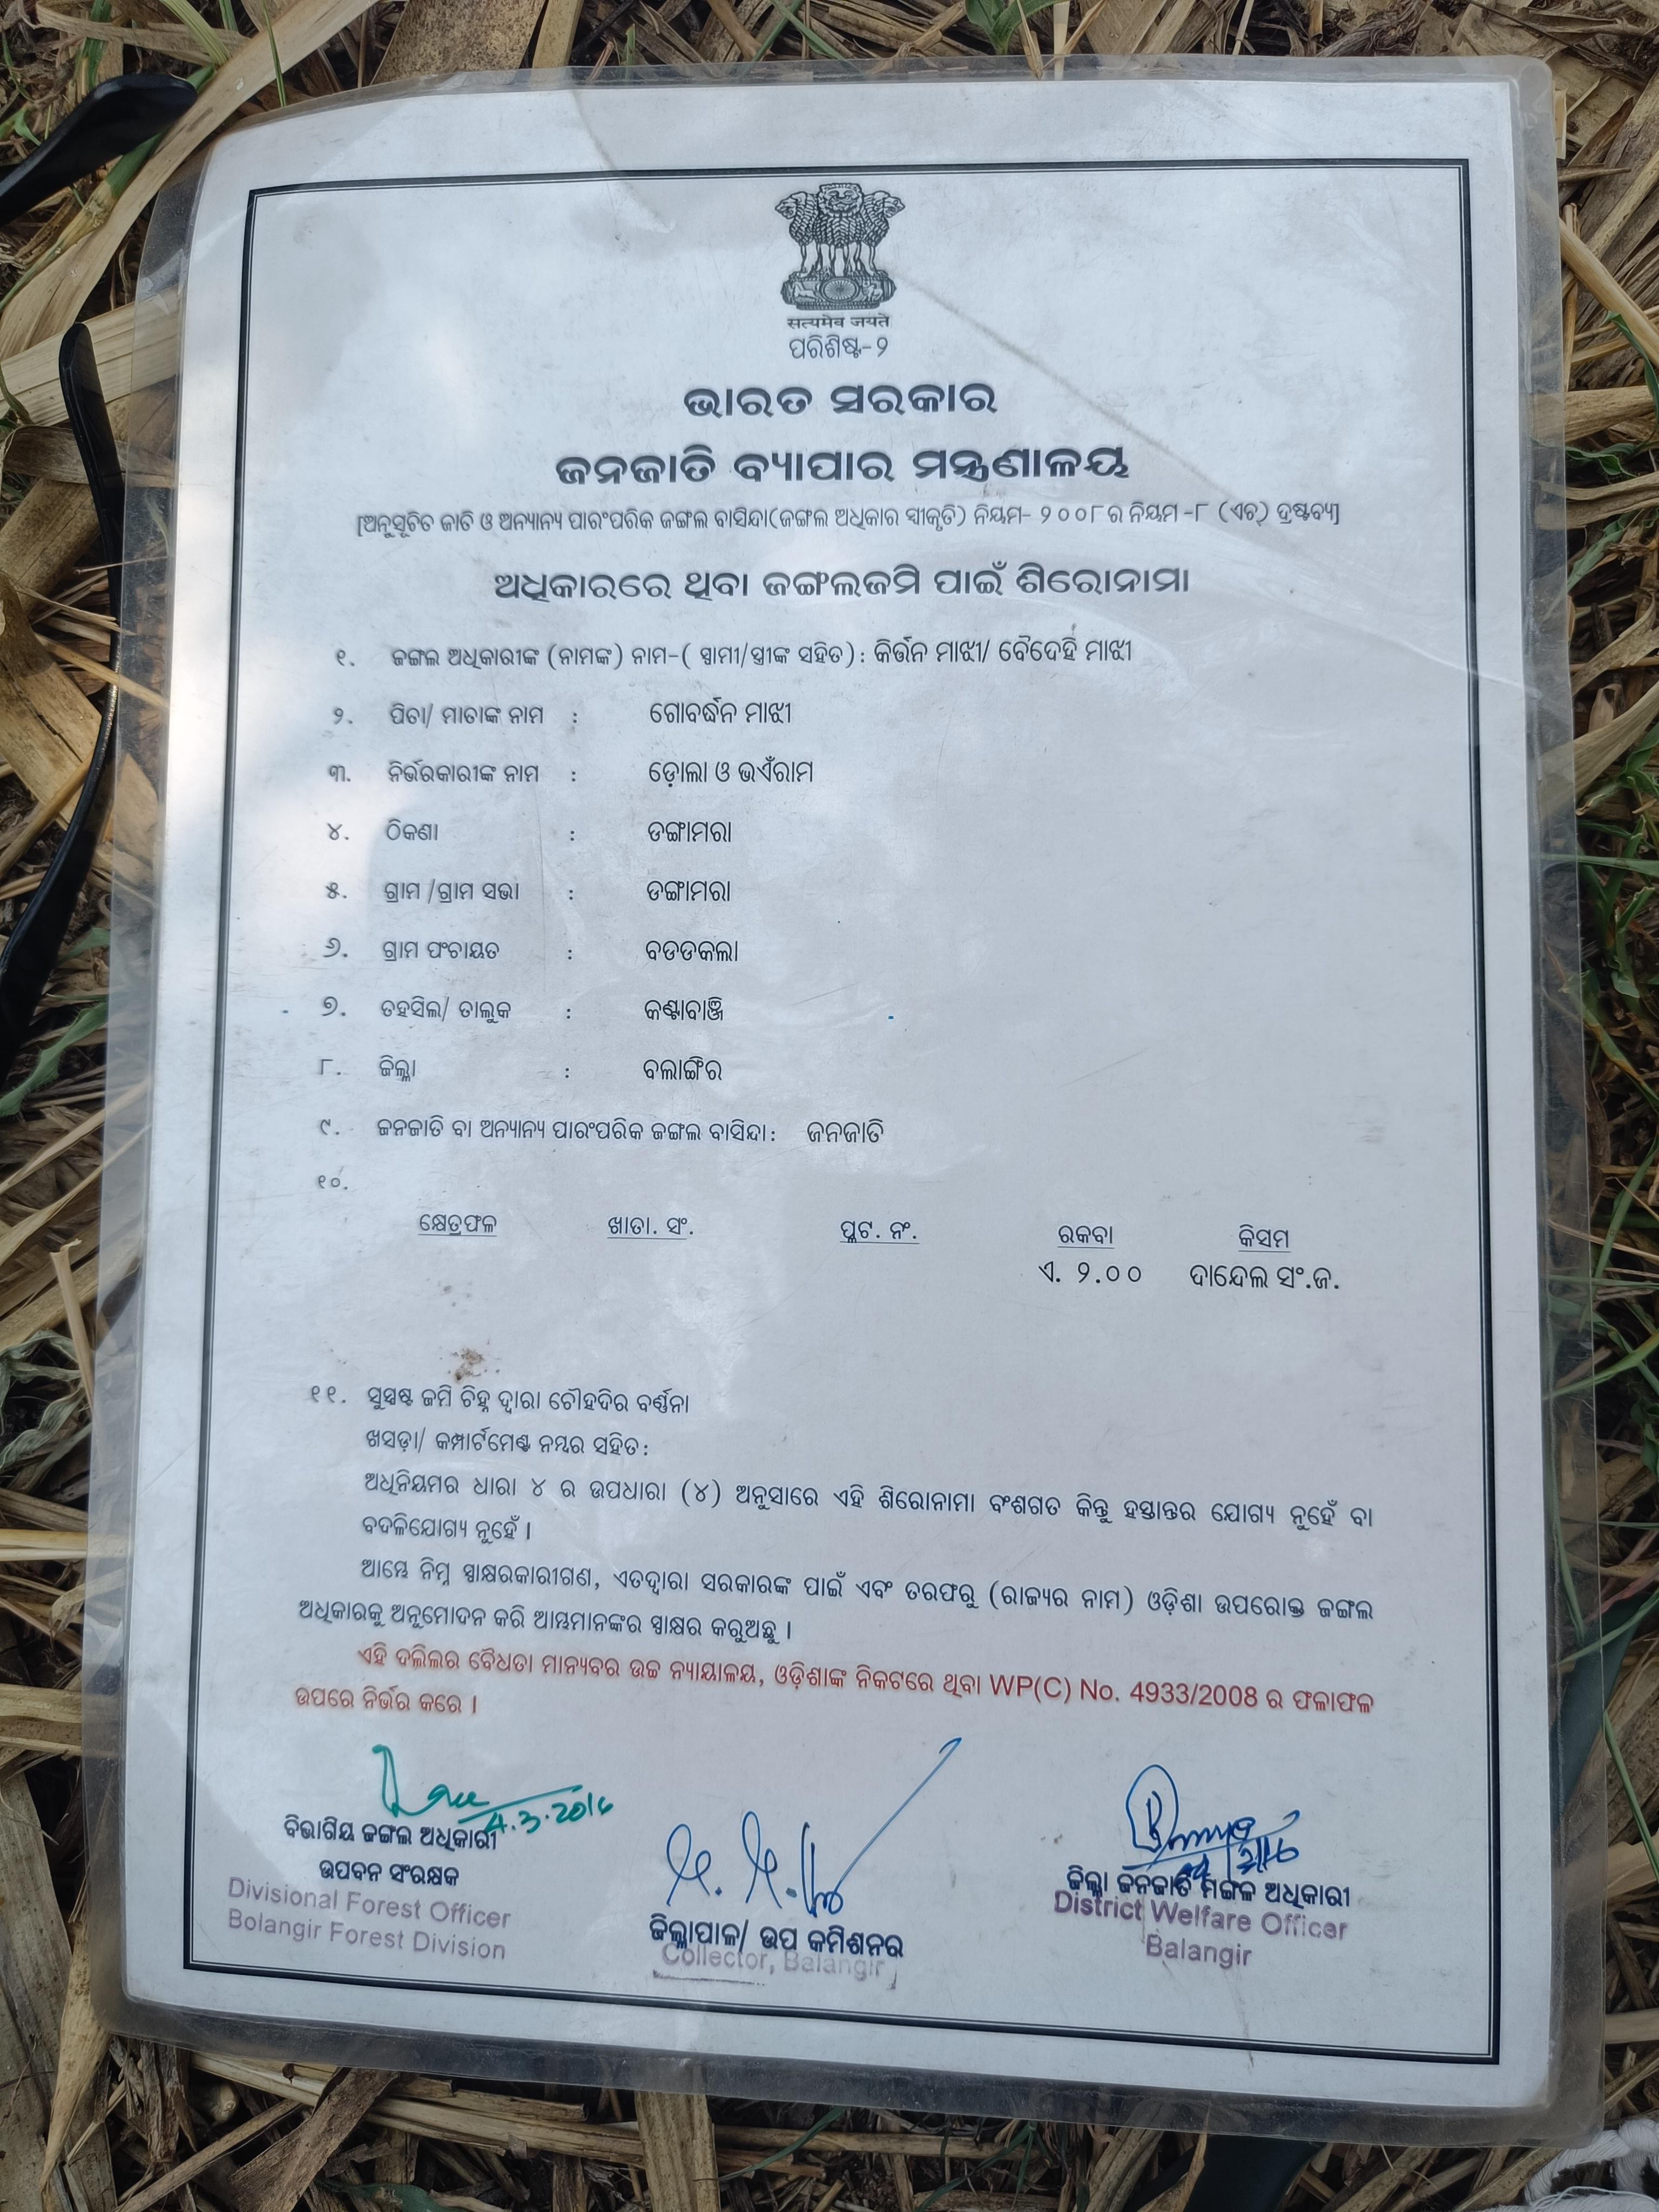 सत्यमेव जयते
ପରିଶିଷ୍ଟ-୨
ଭାରତ ସରକାର
ଜନଜାତି ବ୍ୟାପାର ମନ୍ତ୍ରଣାଳୟ
[ଅନୁସୂଚିତ ଜାତି ଓ ଅନ୍ୟାନ୍ୟ ପାରଂପରିକ ଜଙ୍ଗଲ ବାସିନ୍ଦା(ଜଙ୍ଗଲ ଅଧିକାର ସ୍ୱୀକୃତି) ନିୟମ- ୨୦୦୮ ର ନିୟମ -୮ (ଏଚ୍) ଦ୍ରଷ୍ଟବ୍ୟ]
ଅଧିକାରରେ ଥିବା ଜଙ୍ଗଲଜମି ପାଇଁ ଶିରୋନାମା
୧. ଜଙ୍ଗଲ ଅଧିକାରୀଙ୍କ (ନାମଙ୍କ) ନାମ-( ସ୍ୱାମୀ/ସ୍ତ୍ରୀଙ୍କ ସହିତ) : କିର୍ତ୍ତନ ମାଝୀ/ ବୈଦେହି ମାଝୀ
୨. ପିତା/ ମାତାଙ୍କ ନାମ : ଗୋବର୍ଦ୍ଧନ ମାଝୀ
୩. ନିର୍ଭରକାରୀଙ୍କ ନାମ : ଡ଼ୋଲା ଓ ଭଏଁରାମ
୪. ଠିକଣା : ଡଙ୍ଗାମରା
୫. ଗ୍ରାମ /ଗ୍ରାମ ସଭା : ଡଙ୍ଗାମରା
୬. ଗ୍ରାମ ପଂଚାୟତ : ବଡଡକଲା
୭. ତହସିଲ/ ତାଲୁକ : କଣ୍ଟାବାଞ୍ଜି
୮. ଜିଲ୍ଲା : ବଲାଙ୍ଗିର
୯. ଜନଜାତି ବା ଅନ୍ୟାନ୍ୟ ପାରଂପରିକ ଜଙ୍ଗଲ ବାସିନ୍ଦା : ଜନଜାତି
୧୦.
କ୍ଷେତ୍ରଫଳ ଖାତା. ସଂ. ପ୍ଲଟ. ନଂ. ରକବା କିସମ
ଏ. ୨.୦୦ ଦାନ୍ଦେଲ ସଂ.ଜ.
୧୧. ସୁସ୍ପଷ୍ଟ ଜମି ଚିହ୍ନ ଦ୍ୱାରା ଚୌହଦିର ବର୍ଣ୍ଣନା
ଖସଡ଼ା/ କମ୍ପାର୍ଟମେଣ୍ଟ ନମ୍ବର ସହିତ:
ଅଧିନିୟମର ଧାରା ୪ ର ଉପଧାରା (୪) ଅନୁସାରେ ଏହି ଶିରୋନାମା ବଂଶଗତ କିନ୍ତୁ ହସ୍ତାନ୍ତର ଯୋଗ୍ୟ ନୁହେଁ ବା
ବଦଳିଯୋଗ୍ୟ ନୁହେଁ ।
ଆମ୍ଭେ ନିମ୍ନ ସ୍ୱାକ୍ଷରକାରୀଗଣ, ଏତଦ୍ୱାରା ସରକାରଙ୍କ ପାଇଁ ଏବଂ ତରଫରୁ (ରାଜ୍ୟର ନାମ) ଓଡ଼ିଶା ଉପରୋକ୍ତ ଜଙ୍ଗଲ
ଅଧିକାରକୁ ଅନୁମୋଦନ କରି ଆମ୍ଭମାନଙ୍କର ସ୍ୱାକ୍ଷର କରୁଅଛୁ ।
ଏହି ଦଲିଲର ବୈଧତା ମାନ୍ୟବର ଉଚ୍ଚ ନ୍ୟାୟାଳୟ, ଓଡ଼ିଶାଙ୍କ ନିକଟରେ ଥିବା WP(C) No. 4933/2008 ର ଫଳାଫଳ
ଉପରେ ନିର୍ଭର କରେ ।
4.3.2016
ବିଭାଗିୟ ଜଙ୍ଗଲ ଅଧିକାରୀ
ଉପବନ ସଂରକ୍ଷକ
Divisional Forest Officer
Bolangir Forest Division
ଜିଲ୍ଲାପାଳ/ ଉପ କମିଶନର
Collector, Balangir
ଜିଲ୍ଲା ଜନଜାତି ମଙ୍ଗଳ ଅଧିକାରୀ
District Welfare Officer
Balangir